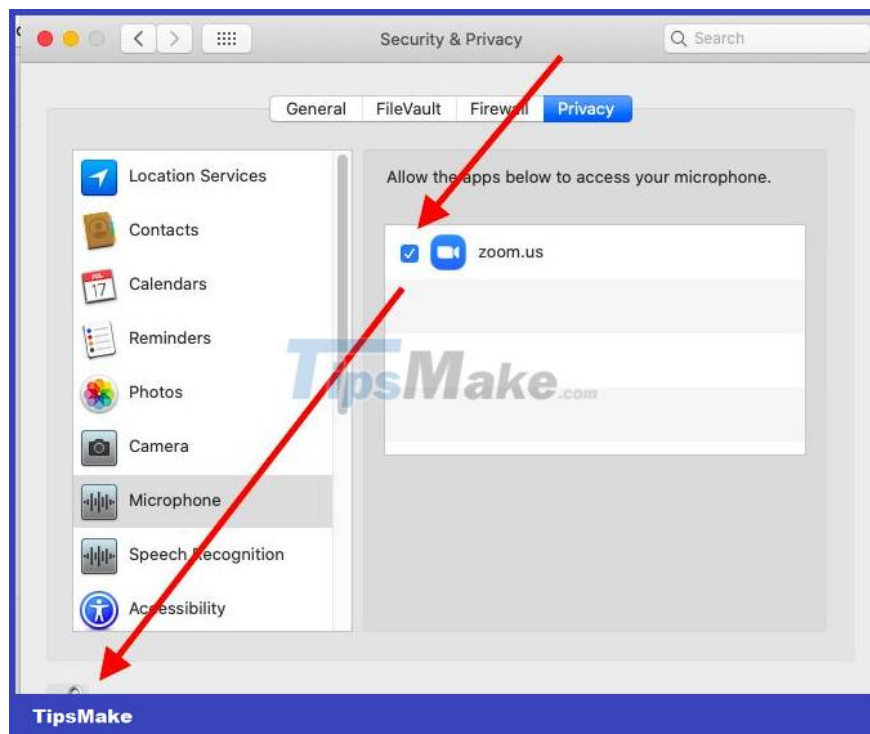 Security & Privacy
Search
General FileVault Firewall Privacy
Location Services
Contacts
JUL
17
Calendars
Reminders
Photos
Camera
Microphone
Speech Recognition
Accessibility
Allow the apps below to access your microphone.
zoom.us
TipsMake.com
TipsMake